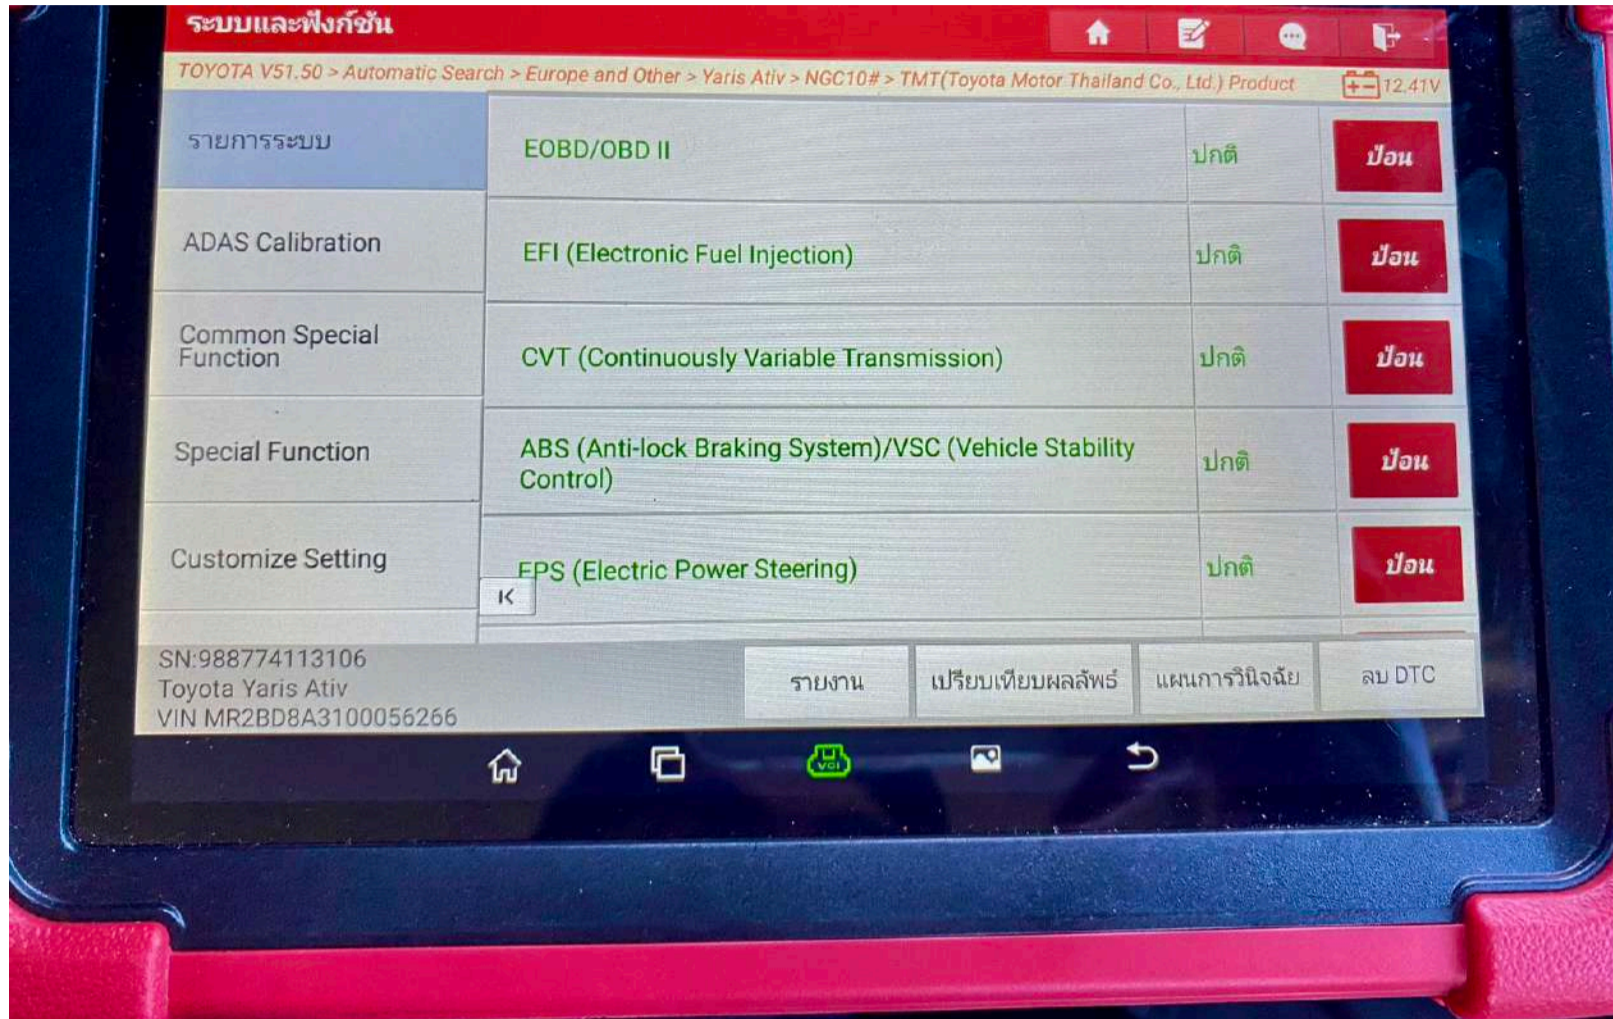 ระบบและฟังก์ชัน
TOYOTA V51.50 > Automatic Search > Europe and Other > Yaris Ativ > NGC10# > TMT(Toyota Motor Thailand Co., Ltd.) Product
12.41V
รายการระบบ
EOBD/OBD II
ปกติ
ป้อน
ADAS Calibration
EFI (Electronic Fuel Injection)
ปกติ
ป้อน
Common Special
Function
CVT (Continuously Variable Transmission)
ปกติ
ป้อน
Special Function
ABS (Anti-lock Braking System)/VSC (Vehicle Stability
Control)
ปกติ
ป้อน
Customize Setting
EPS (Electric Power Steering)
ปกติ
ป้อน
SN:988774113106
Toyota Yaris Ativ
VIN MR2BD8A3100056266
รายงาน
เปรียบเทียบผลลัพธ์
แผนการวินิจฉัย
ลบ DTC
VCI